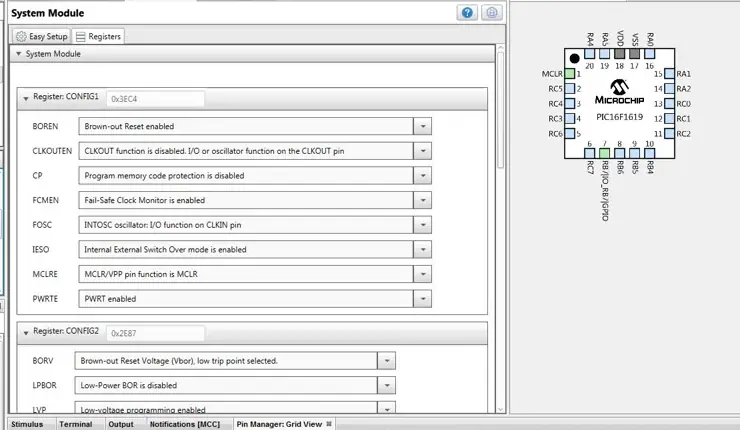 System Module
Easy Setup
Registers
System Module
Register: CONFIG1
0x3EC4
BOREN
Brown-out Reset enabled
CLKOUTEN
CLKOUT function is disabled. I/O or oscillator function on the CLKOUT pin
CP
Program memory code protection is disabled
FCMEN
Fail-Safe Clock Monitor is enabled
FOSC
INTOSC oscillator: I/O function on CLKIN pin
IESO
Internal External Switch Over mode is enabled
MCLRE
MCLR/VPP pin function is MCLR
PWRTE
PWRT enabled
Register: CONFIG2
0x2E87
BORV
Brown-out Reset Voltage (Vbor), low trip point selected.
LPBOR
Low-Power BOR is disabled
LVP
Low-voltage programming enabled
Stimulus
Terminal
Output
Notifications [MCC]
Pin Manager: Grid View
RA4 RA5 VDD VSS RA0
20 19 18 17 16
MCLR 1 15 RA1
RC5 2 14 RA2
RC4 3 13 RC0
RC3 4 12 RC1
RC6 5 11 RC2
MICROCHIP
PIC16F1619
6 7 8 9 10
RC7 RB7 RB6 RB5 RB4